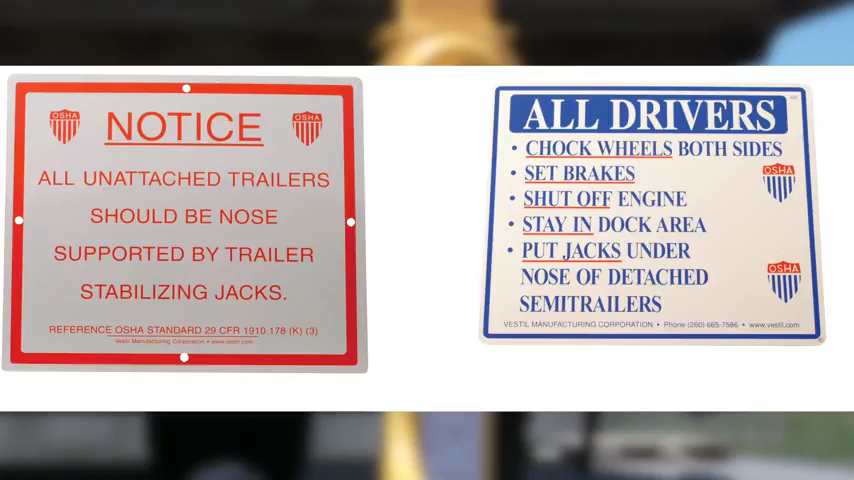 OSHA
OSHA
NOTICE
ALL UNATTACHED TRAILERS
SHOULD BE NOSE
SUPPORTED BY TRAILER
STABILIZING JACKS.
REFERENCE OSHA STANDARD 29 CFR 1910.178 (K) (3)
Vestil Manufacturing Corporation • www.vestil.com
ALL DRIVERS
• CHOCK WHEELS BOTH SIDES
• SET BRAKES
OSHA
• SHUT OFF ENGINE
• STAY IN DOCK AREA
• PUT JACKS UNDER
OSHA
NOSE OF DETACHED
SEMITRAILERS
VESTIL MANUFACTURING CORPORATION • Phone (260) 665-7586 • www.vestil.com